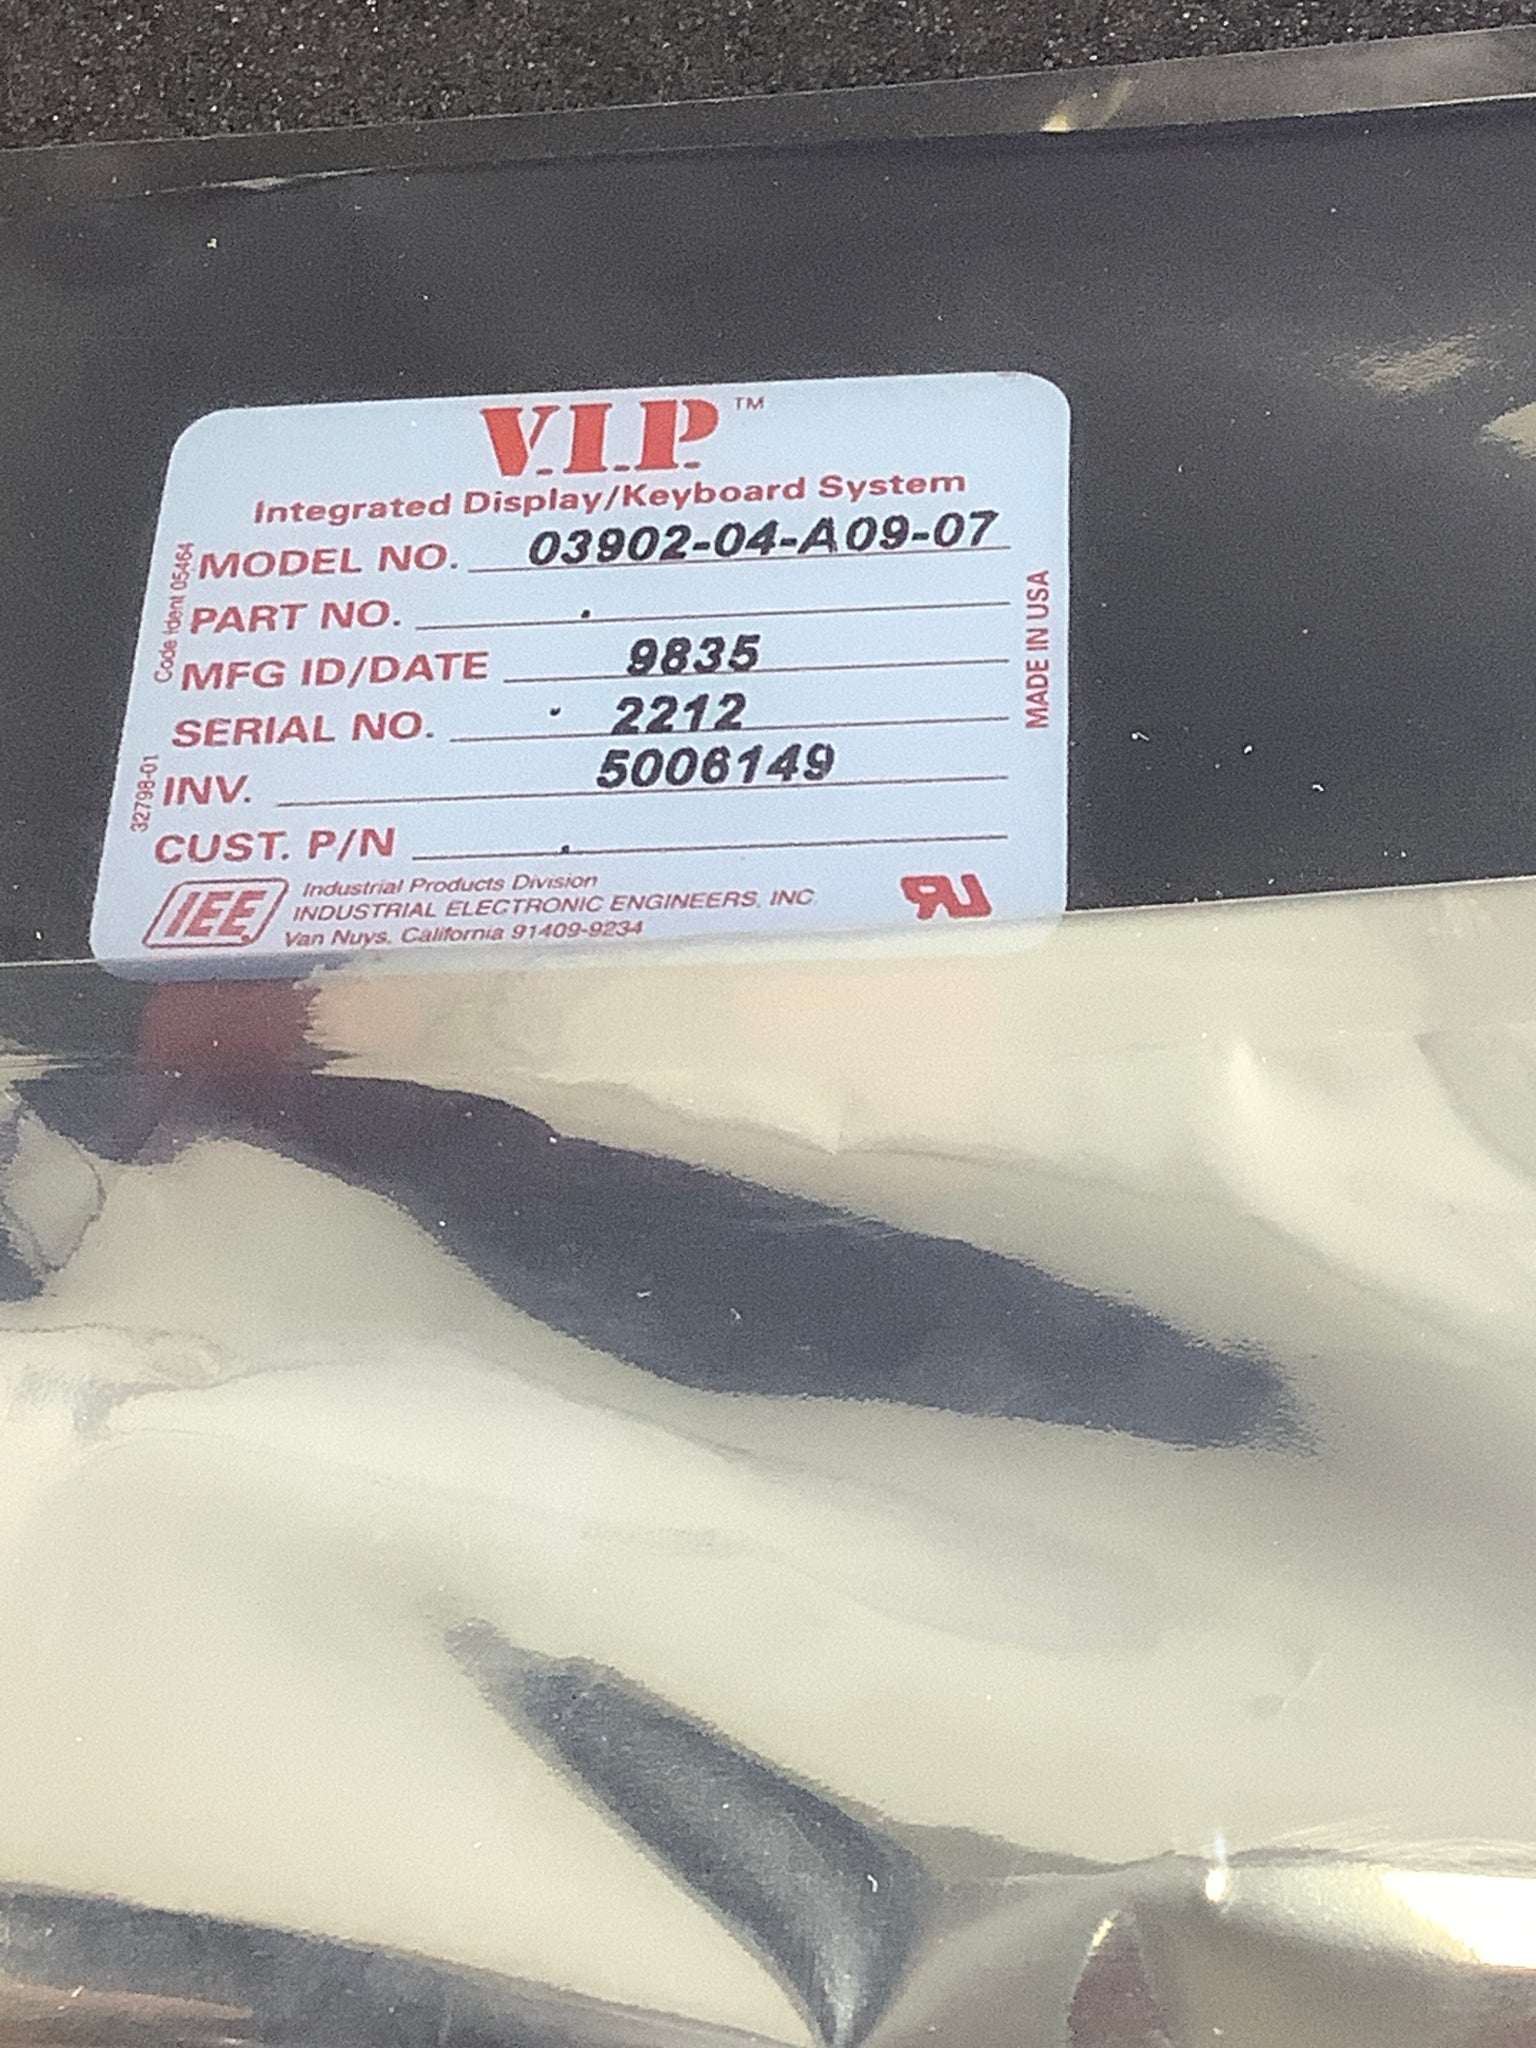 V.I.P. ™
Integrated Display/Keyboard System
MODEL NO. 03902-04-A09-07
PART NO.
MFG ID/DATE 9835
SERIAL NO. 2212
INV. 5006149
CUST. P/N
Code Ident 05464
32798-01
MADE IN USA
IEE
Industrial Products Division
INDUSTRIAL ELECTRONIC ENGINEERS, INC.
Van Nuys, California 91409-9234
RU